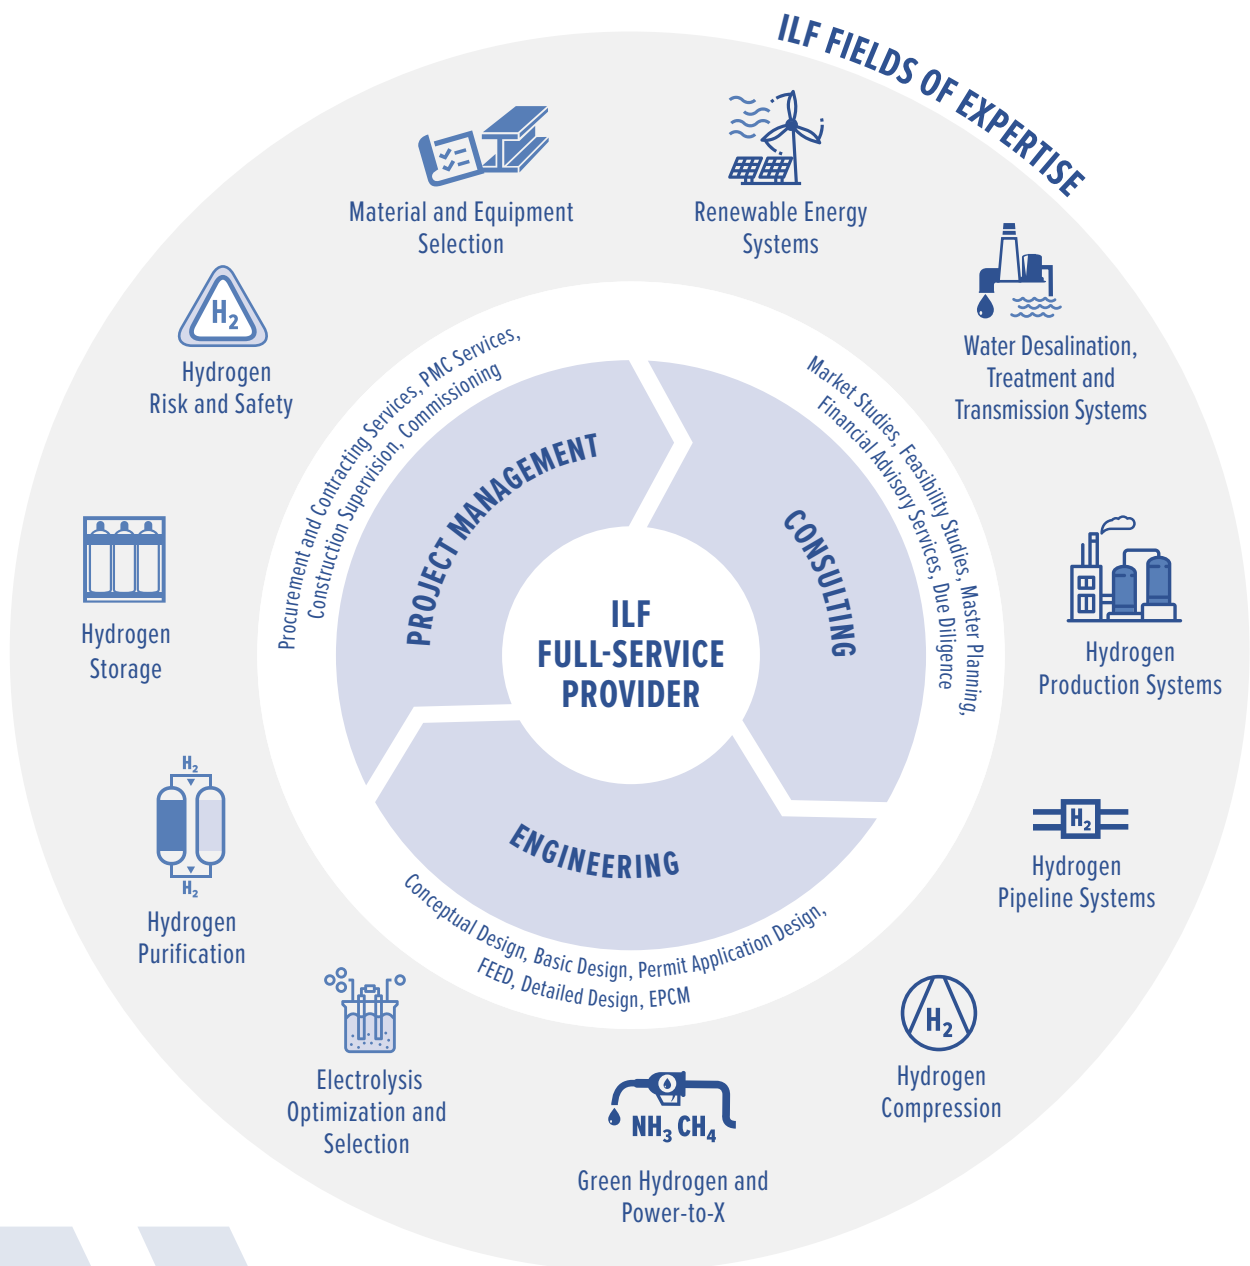 ILF FIELDS OF EXPERTISE
Material and Equipment
Selection
Renewable Energy
Systems
H2
Hydrogen
Risk and Safety
Water Desalination,
Treatment and
Transmission Systems
Hydrogen
Storage
Hydrogen
Production Systems
H2
H2
Hydrogen
Purification
H2
Hydrogen
Pipeline Systems
Electrolysis
Optimization and
Selection
NH3 CH4
Green Hydrogen and
Power-to-X
H2
Hydrogen
Compression
Procurement and Contracting Services, PMC Services,
Construction Supervision, Commissioning
PROJECT MANAGEMENT
Market Studies, Feasibility Studies, Master Planning,
Financial Advisory Services, Due Diligence
CONSULTING
ILF
FULL-SERVICE
PROVIDER
ENGINEERING
Conceptual Design, Basic Design, Permit Application Design,
FEED, Detailed Design, EPCM